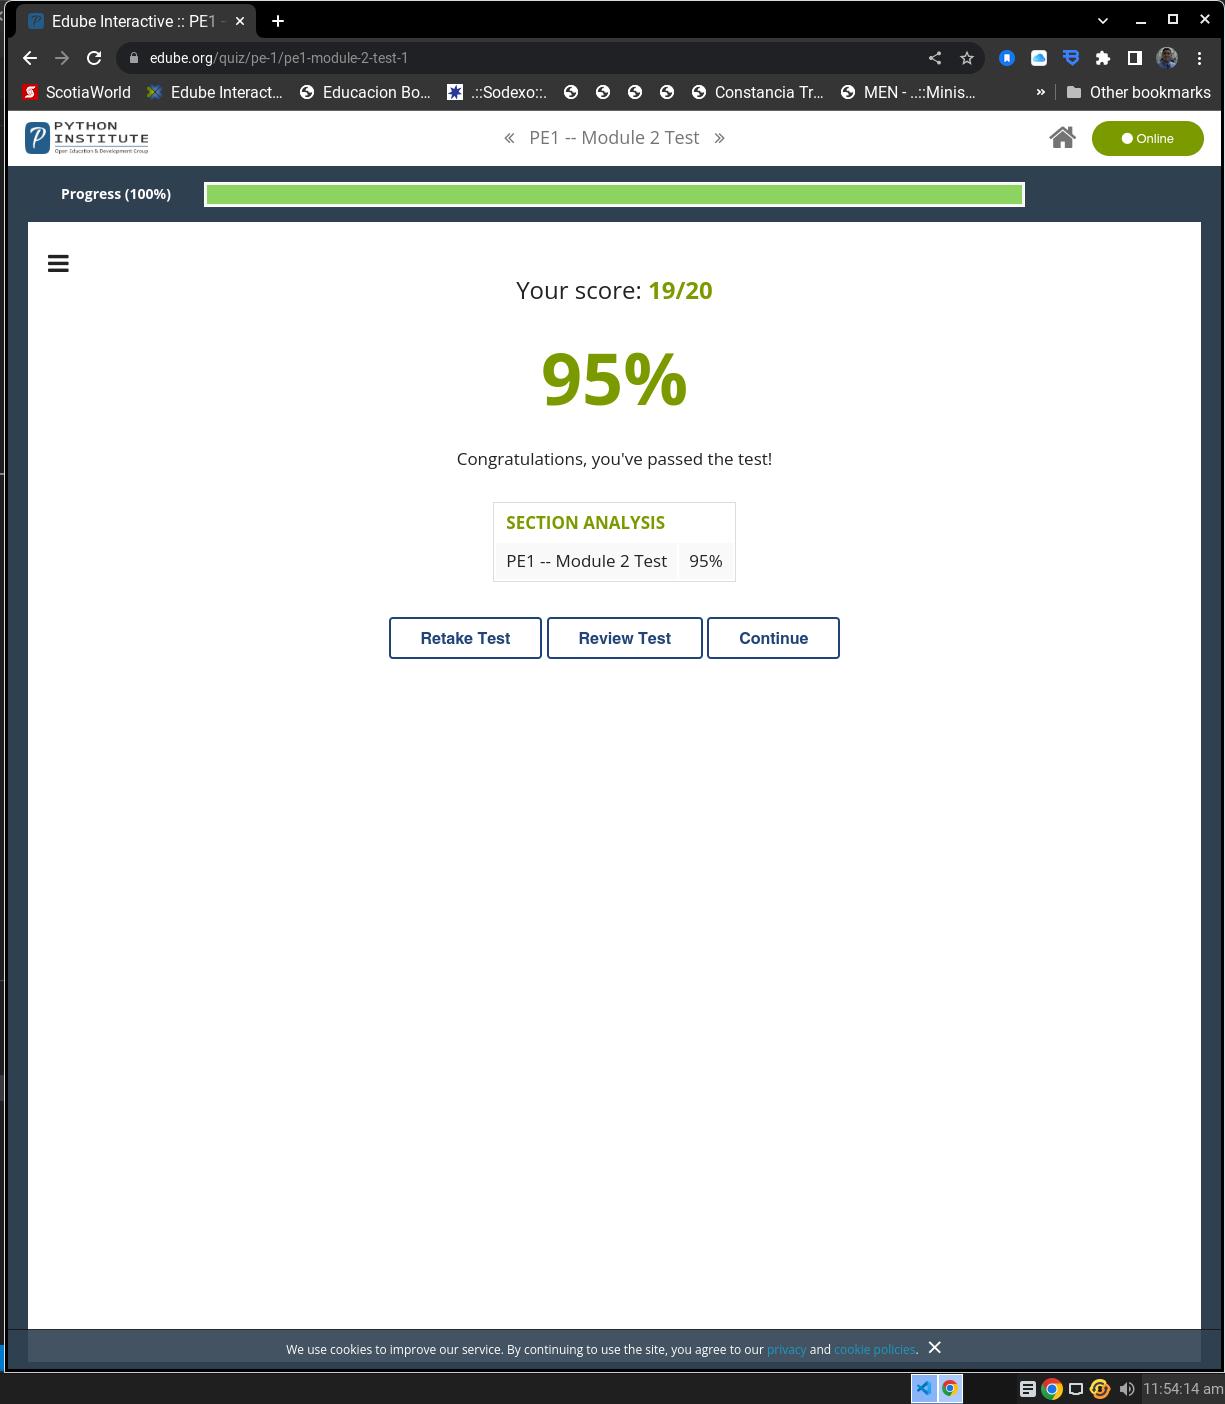 Edube Interactive :: PE1 -
edube.org/quiz/pe-1/pe1-module-2-test-1
ScotiaWorld Edube Interact... Educacion Bo... .::Sodexo::. Constancia Tr... MEN - ..::Minis... » Other bookmarks
PYTHON
INSTITUTE
Open Education & Development Group
« PE1 -- Module 2 Test »
Online
Progress (100%)
Your score: 19/20
95%
Congratulations, you've passed the test!
SECTION ANALYSIS
PE1 -- Module 2 Test 95%
Retake Test Review Test Continue
We use cookies to improve our service. By continuing to use the site, you agree to our privacy and cookie policies.
11:54:14 am